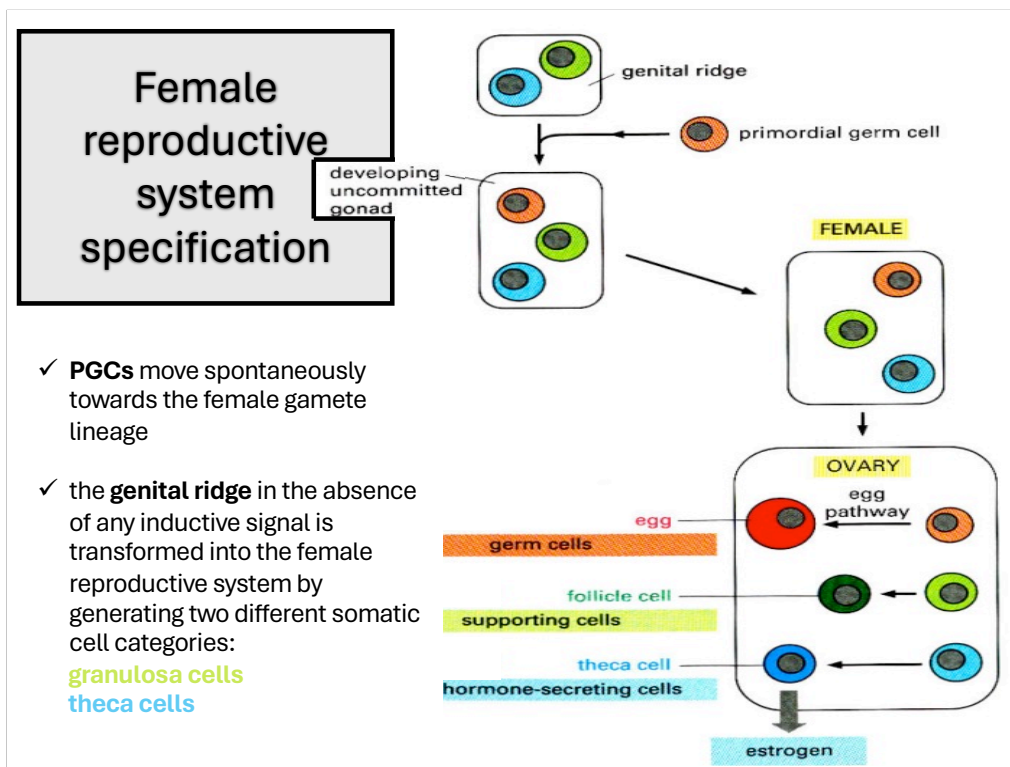 Female
reproductive
system
specification
genital ridge
primordial germ cell
developing
uncommitted
gonad
FEMALE
✓ PGCs move spontaneously
towards the female gamete
lineage
✓ the genital ridge in the absence
of any inductive signal is
transformed into the female
reproductive system by
generating two different somatic
cell categories:
granulosa cells
theca cells
OVARY
egg
pathway
egg
germ cells
follicle cell
supporting cells
theca cell
hormone-secreting cells
estrogen